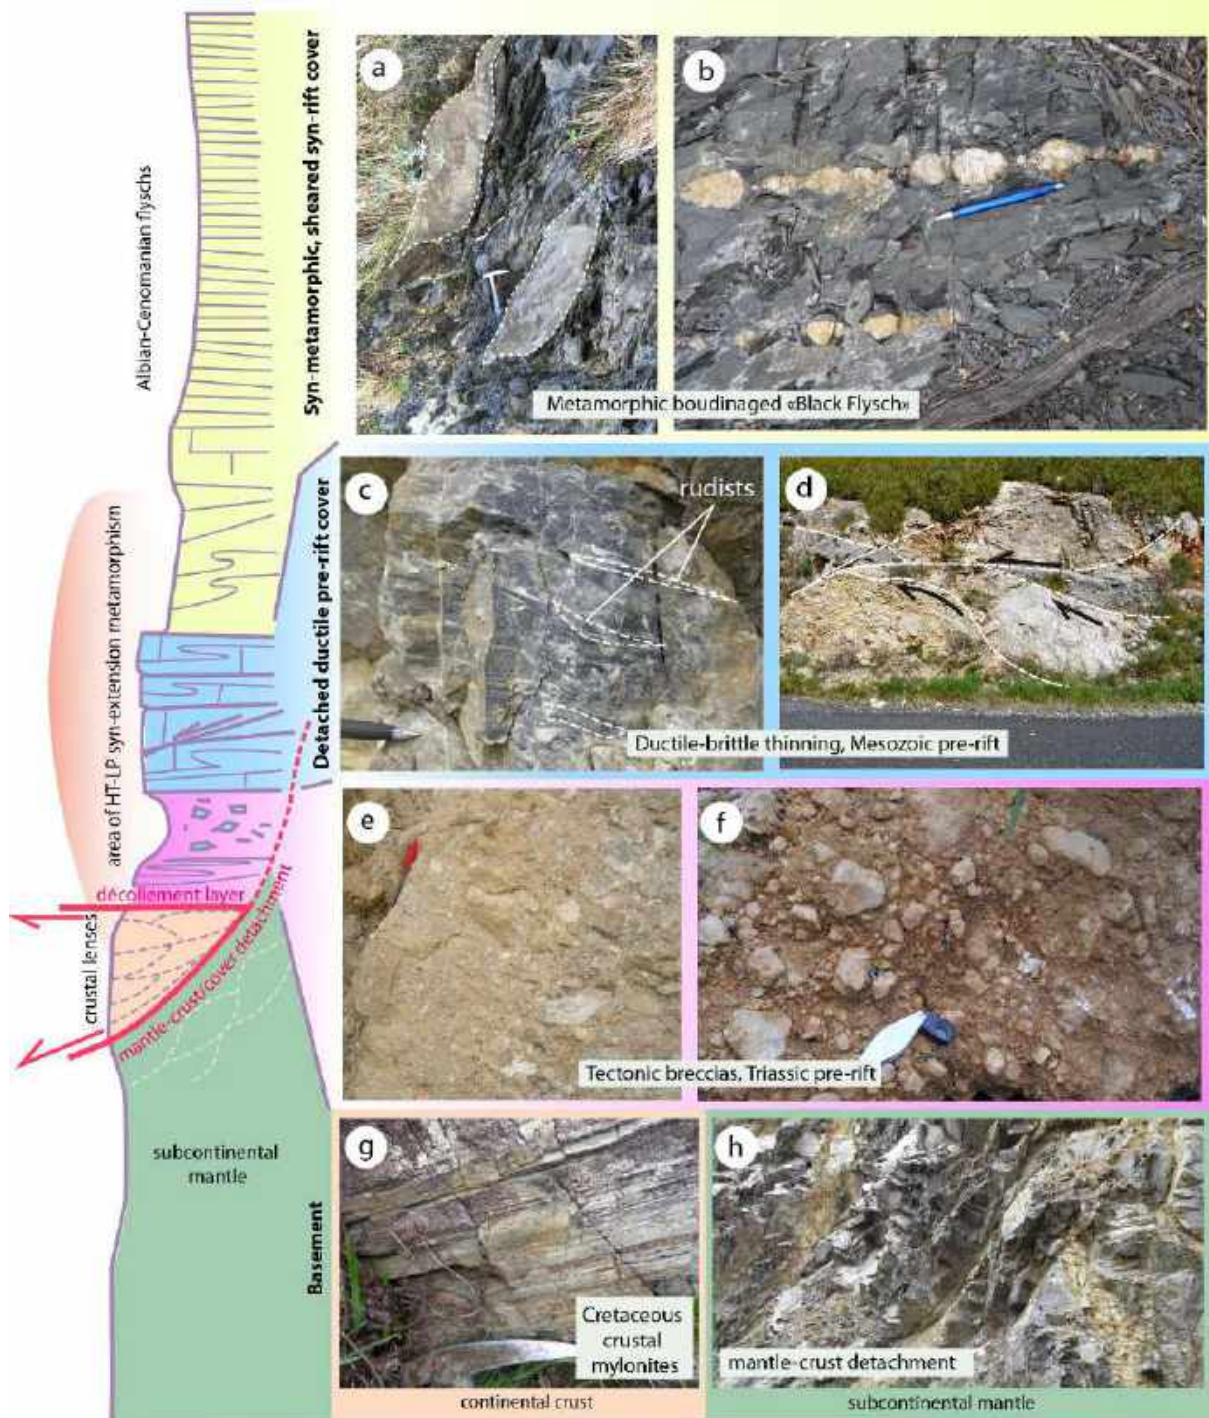 Albian-Cenomanian flyschs
Syn-metamorphic, sheared syn-rift cover
a
b
Metamorphic boudinaged «Black Flysch»
area of HT-LP syn-extension metamorphism
Detached ductile pre-rift cover
c
rudists
d
Ductile-brittle thinning, Mesozoic pre-rift
décollement layer
crustal lenses
mantle-crust/cover detachment
e
f
Tectonic breccias, Triassic pre-rift
subcontinental
mantle
Basement
g
Cretaceous
crustal
mylonites
continental crust
h
mantle-crust detachment
subcontinental mantle